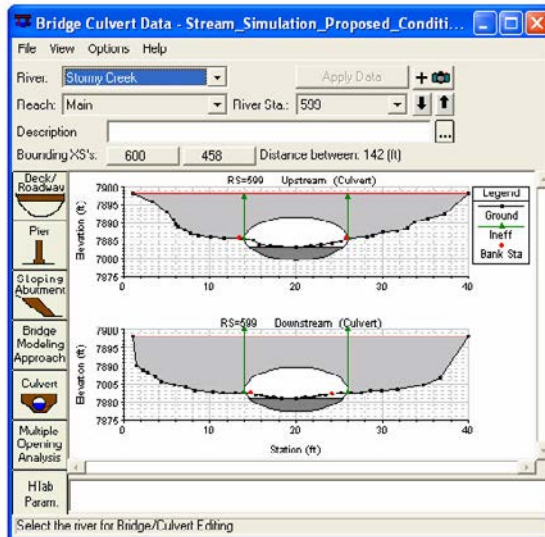 Bridge Culvert Data - Stream_Simulation_Proposed_Conditi...
File View Options Help
River: Stormy Creek Apply Data
Reach: Main River Sta.: 599
Description ...
Bounding XS's: 600 458 Distance between: 142 (ft)
Deck/
Roadway
Pier
Sloping
Abutment
Bridge
Modeling
Approach
Culvert
Multiple
Opening
Analysis
HTab
Param.
RS=599 Upstream (Culvert)
Elevation (ft)
7900
7895
7890
7885
7880
7875
0 10 20 30 40
Legend
Ground
Ineff
Bank Sta
RS=599 Downstream (Culvert)
Elevation (ft)
7900
7895
7890
7885
7880
7875
0 10 20 30 40
Station (ft)
Select the river for Bridge/Culvert Editing